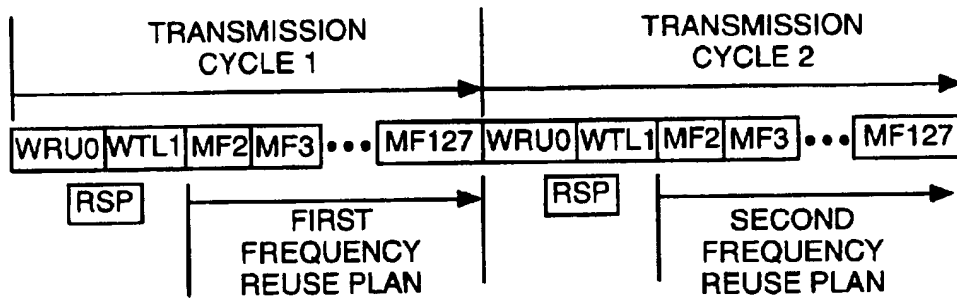 TRANSMISSION
CYCLE 1
TRANSMISSION
CYCLE 2
WRU0 WTL1 MF2 MF3 ••• MF127 WRU0 WTL1 MF2 MF3 ••• MF127
RSP
RSP
FIRST
FREQUENCY
REUSE PLAN
SECOND
FREQUENCY
REUSE PLAN